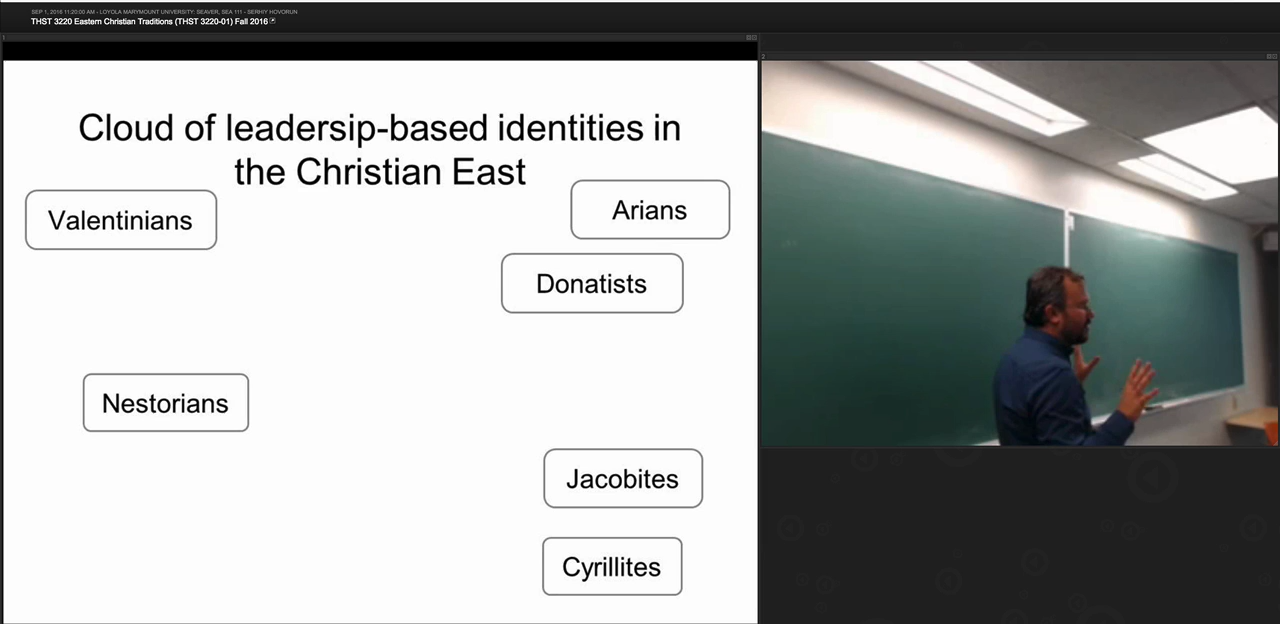 SEP 1, 2016 11:20:00 AM - LOYOLA MARYMOUNT UNIVERSITY: SEAVER, SEA 111 - SERHIY HOVORUN
THST 3220 Eastern Christian Traditions (THST 3220-01) Fall 2016
1
2
Cloud of leadersip-based identities in
the Christian East
Valentinians
Arians
Donatists
Nestorians
Jacobites
Cyrillites